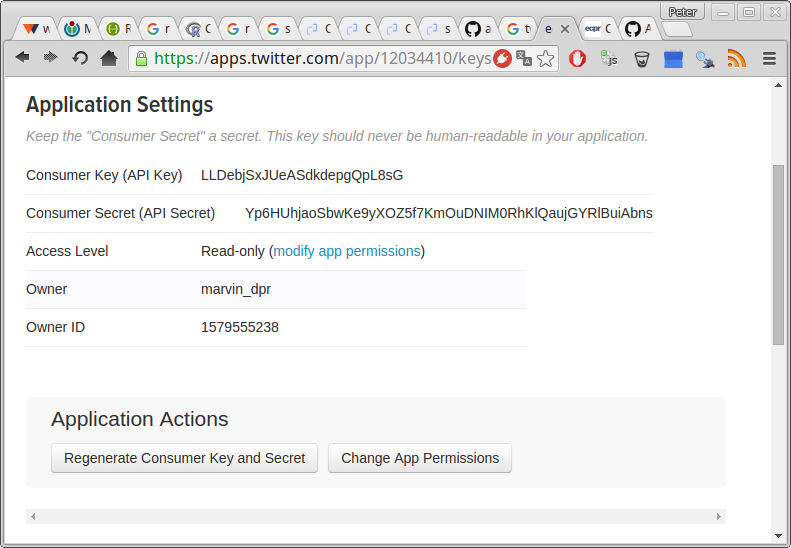 Peter
w M R r C r s C C C s a tw e ecpr C A
https://apps.twitter.com/app/12034410/keys
js
Application Settings
Keep the "Consumer Secret" a secret. This key should never be human-readable in your application.
Consumer Key (API Key) LLDebjSxJUeASdkdepgQpL8sG
Consumer Secret (API Secret) Yp6HUhjaoSbwKe9yXOZ5f7KmOuDNIM0RhKlQaujGYRlBuiAbns
Access Level Read-only (modify app permissions)
Owner marvin_dpr
Owner ID 1579555238
Application Actions
Regenerate Consumer Key and Secret Change App Permissions